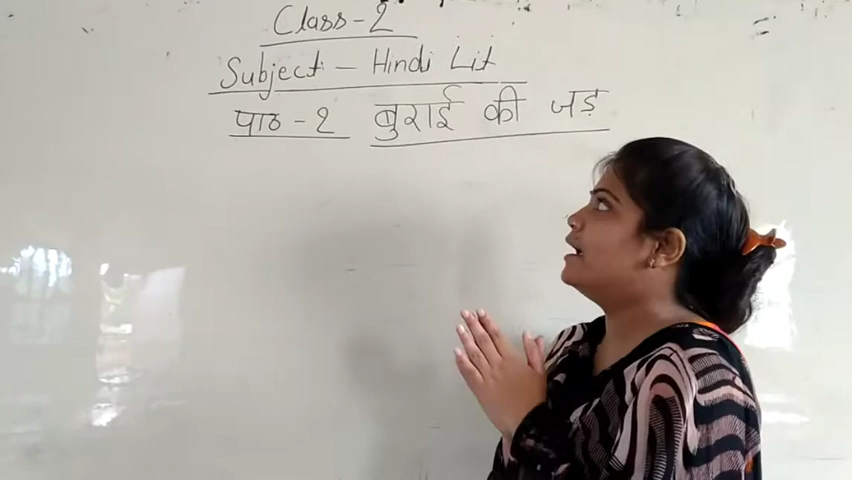 Class-2
Subject - Hindi Lit
पाठ - 2 बुराई की जड़